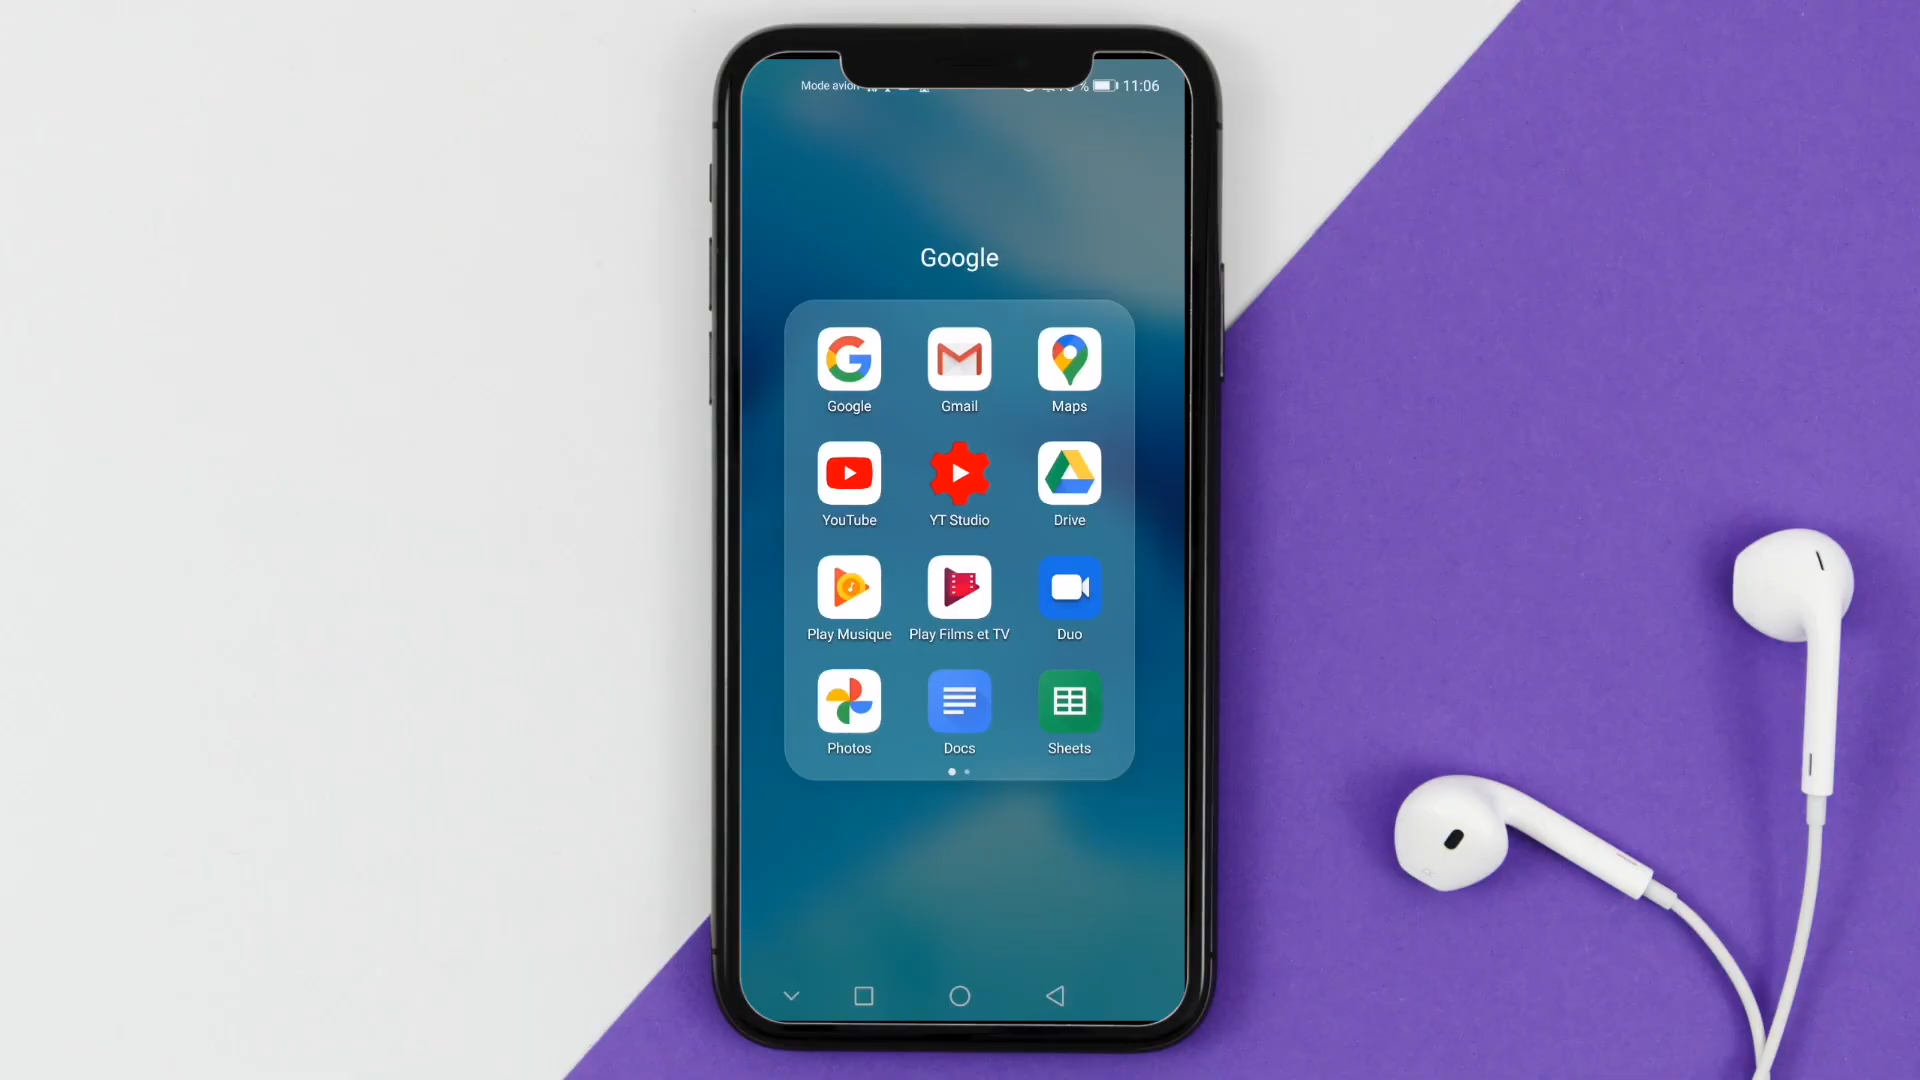 Mode avion % 11:06
Google
Google Gmail Maps
YouTube YT Studio Drive
Play Musique Play Films et TV Duo
Photos Docs Sheets